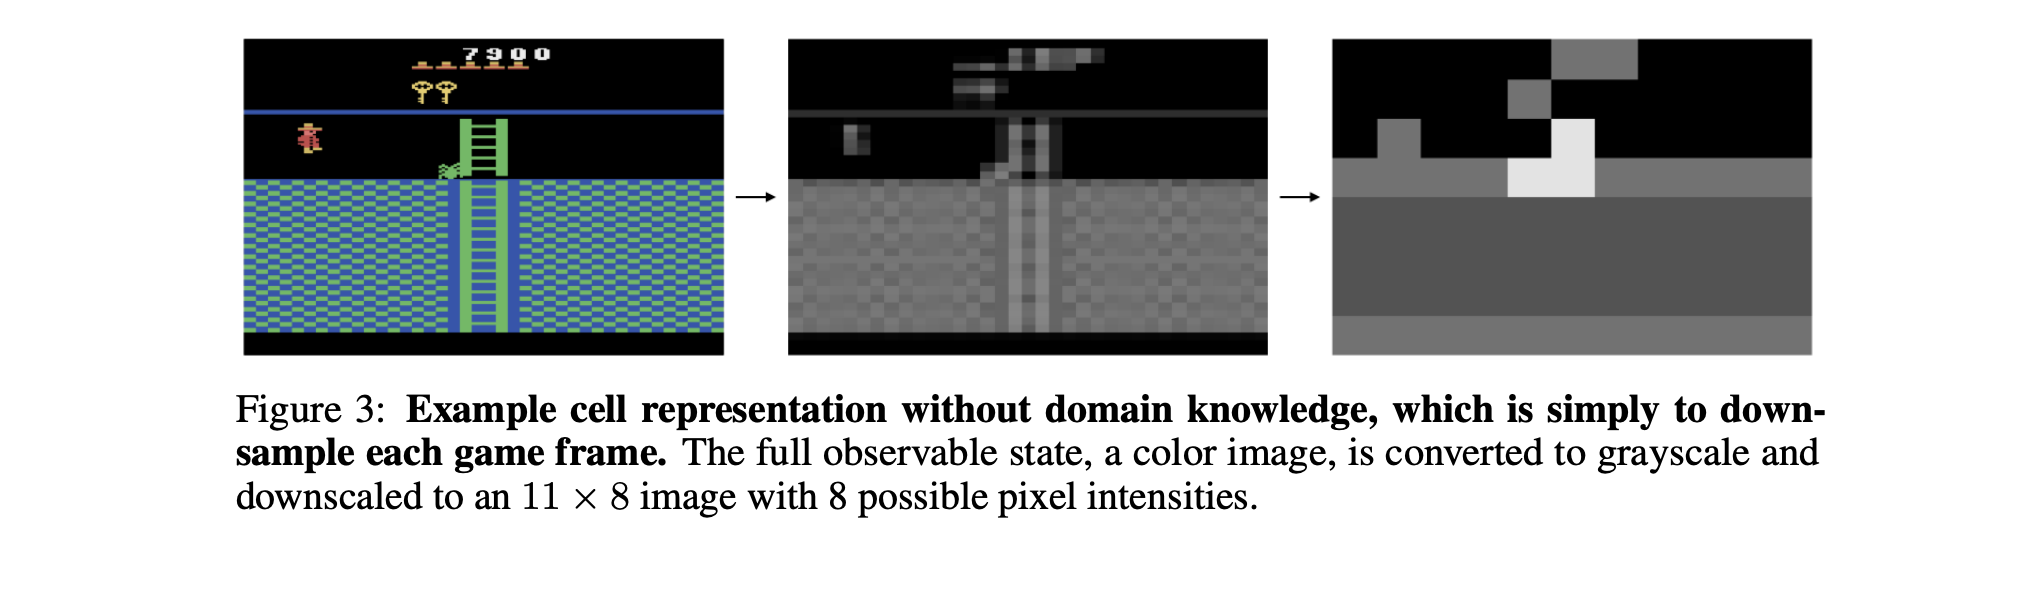 7900
Figure 3: Example cell representation without domain knowledge, which is simply to down-
sample each game frame. The full observable state, a color image, is converted to grayscale and
downscaled to an 11 × 8 image with 8 possible pixel intensities.